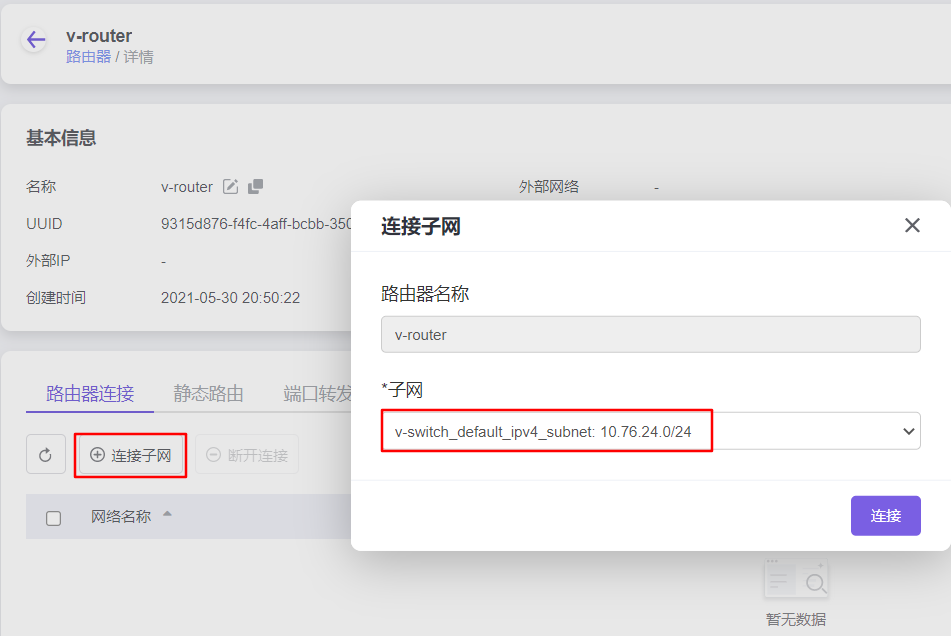 v-router
路由器 / 详情
基本信息
名称 v-router 外部网络 -
UUID 9315d876-f4fc-4aff-bcbb-350
外部IP -
创建时间 2021-05-30 20:50:22
连接子网
路由器名称
v-router
*子网
v-switch_default_ipv4_subnet: 10.76.24.0/24
连接
路由器连接 静态路由 端口转发
连接子网 断开连接
网络名称
暂无数据